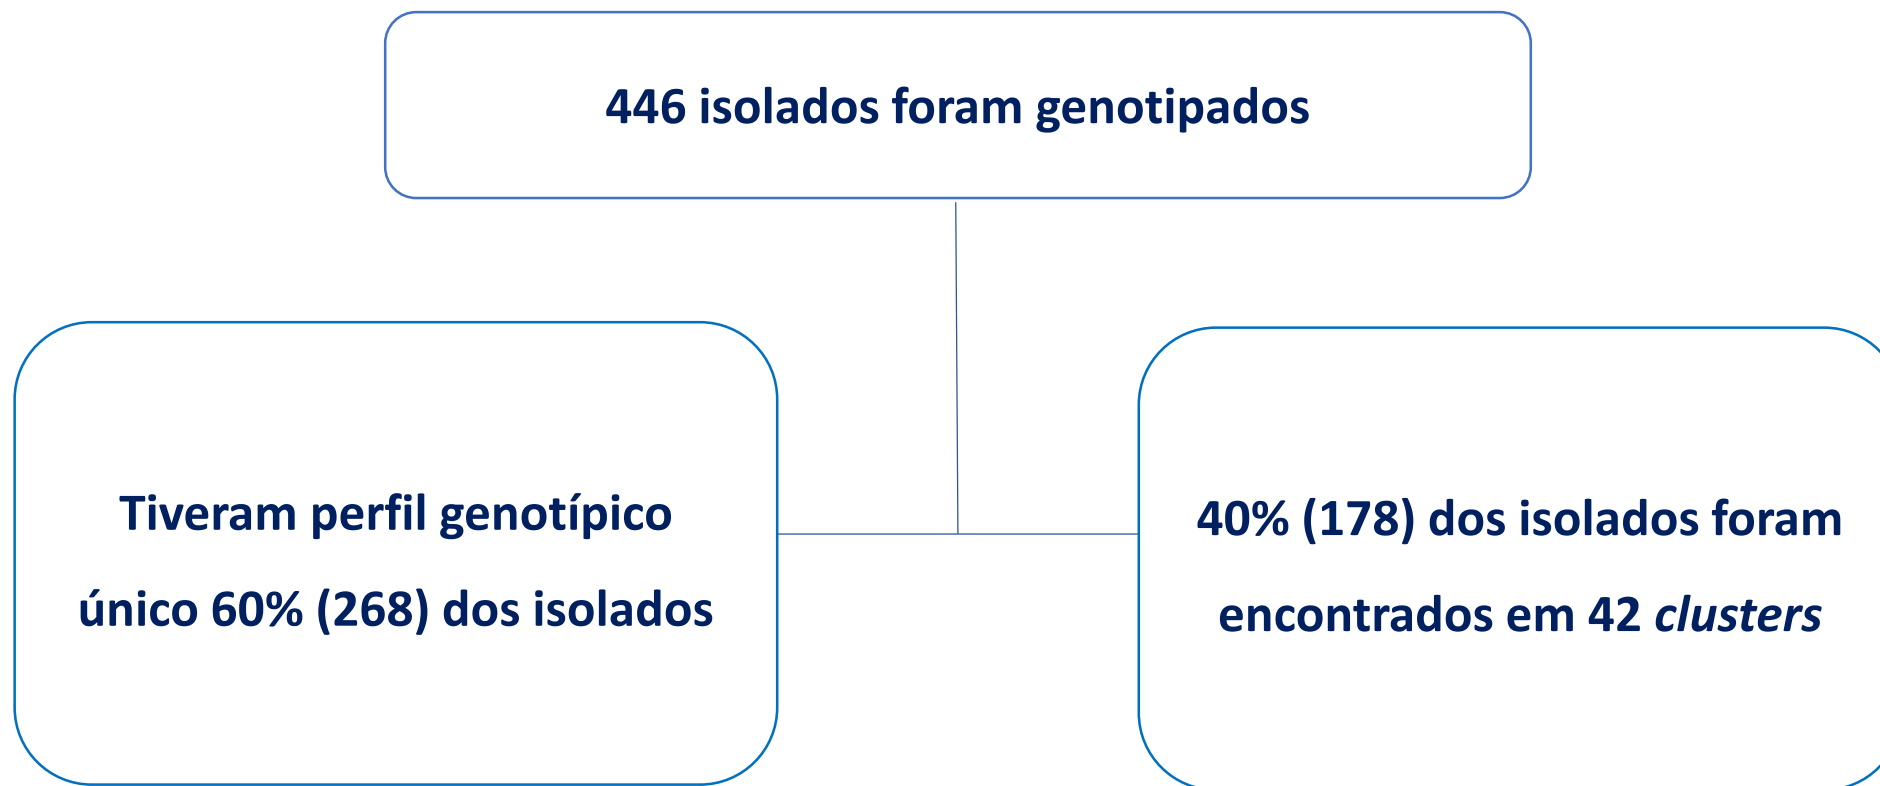 446 isolados foram genotipados
Tiveram perfil genotípico
único 60% (268) dos isolados
40% (178) dos isolados foram
encontrados em 42 clusters